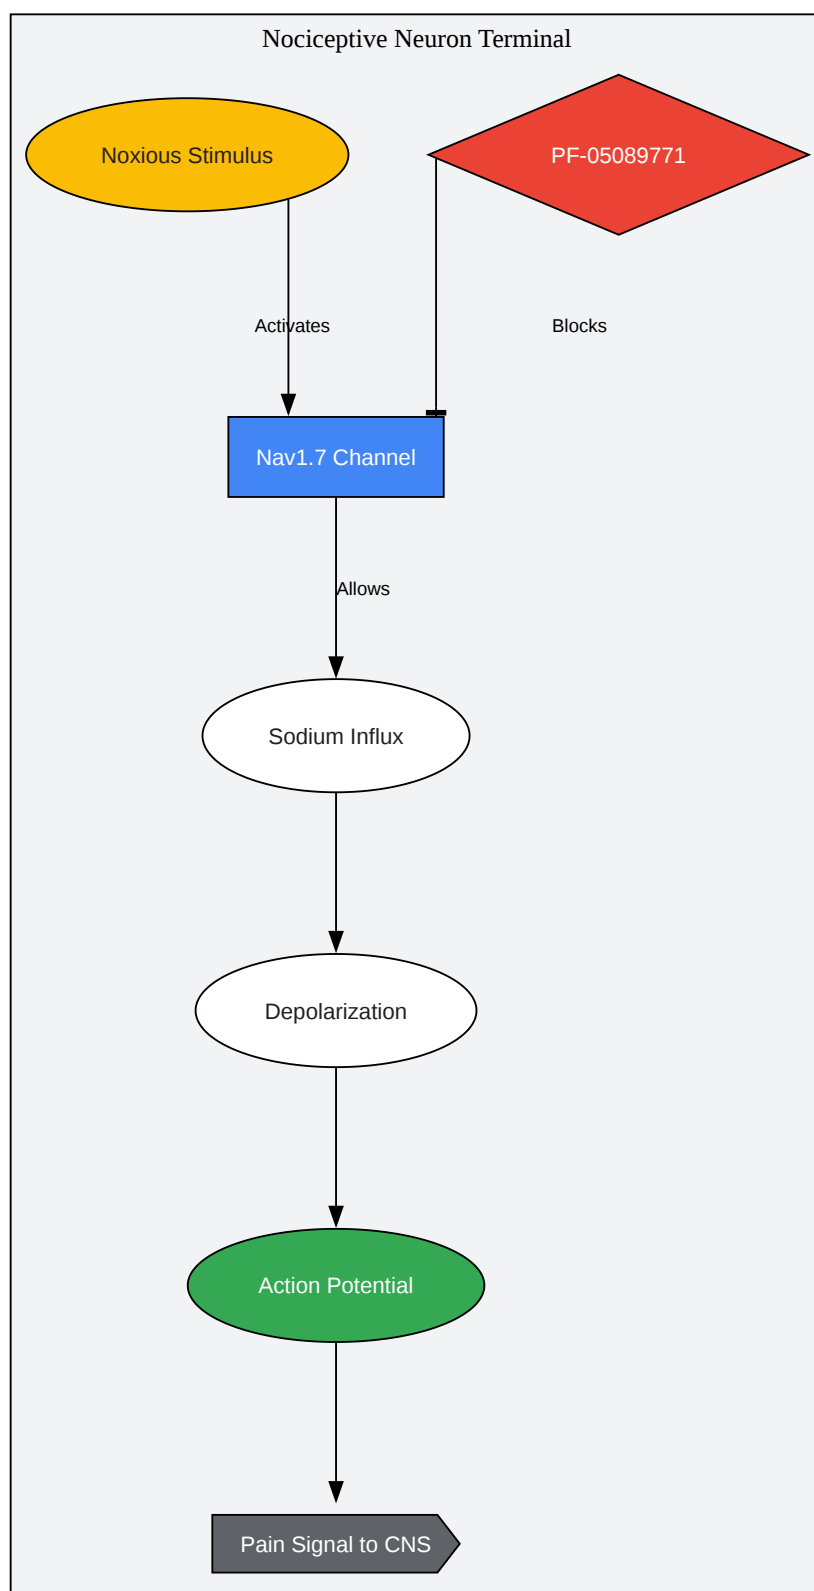 Nociceptive Neuron Terminal
Noxious Stimulus
PF-05089771
Activates
Blocks
Nav1.7 Channel
Allows
Sodium Influx
Depolarization
Action Potential
Pain Signal to CNS